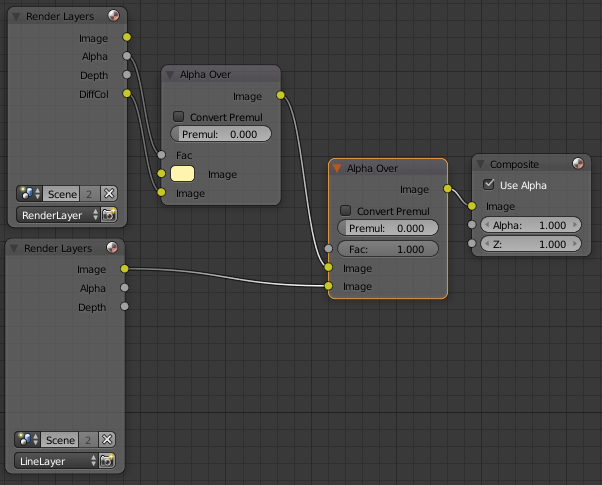 Render Layers
Image
Alpha
Depth
DiffCol
Scene 2
RenderLayer
Alpha Over
Image
Convert Premul
Premul: 0.000
Fac
Image
Image
Alpha Over
Image
Convert Premul
Premul: 0.000
Fac: 1.000
Image
Image
Composite
Use Alpha
Image
Alpha: 1.000
Z: 1.000
Render Layers
Image
Alpha
Depth
Scene 2
LineLayer